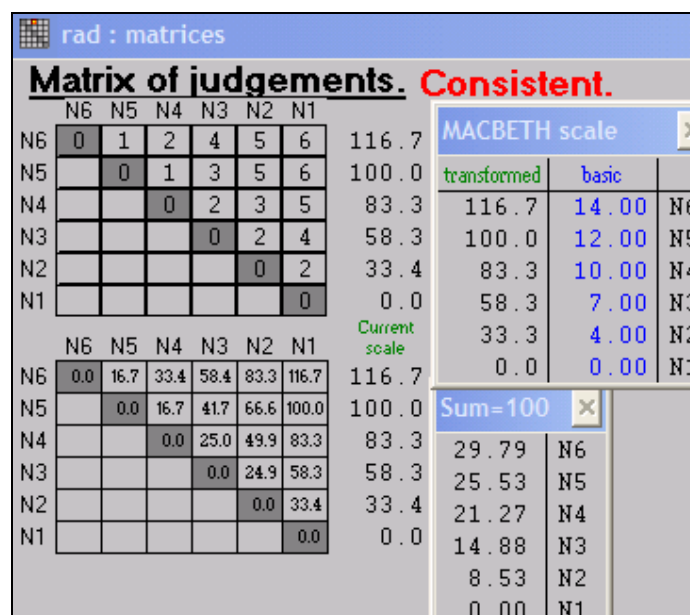 rad : matrices
Matrix of judgements. Consistent.
N6 N5 N4 N3 N2 N1
N6 0 1 2 4 5 6 116.7
N5 0 1 3 5 6 100.0
N4 0 2 3 5 83.3
N3 0 2 4 58.3
N2 0 2 33.4
N1 0 0.0
Current
scale
N6 N5 N4 N3 N2 N1
N6 0.0 16.7 33.4 58.4 83.3 116.7 116.7
N5 0.0 16.7 41.7 66.6 100.0 100.0
N4 0.0 25.0 49.9 83.3 83.3
N3 0.0 24.9 58.3 58.3
N2 0.0 33.4 33.4
N1 0.0 0.0
MACBETH scale
transformed basic
116.7 14.00 N6
100.0 12.00 N5
83.3 10.00 N4
58.3 7.00 N3
33.3 4.00 N2
0.0 0.00 N1
Sum=100
29.79 N6
25.53 N5
21.27 N4
14.88 N3
8.53 N2
0.00 N1